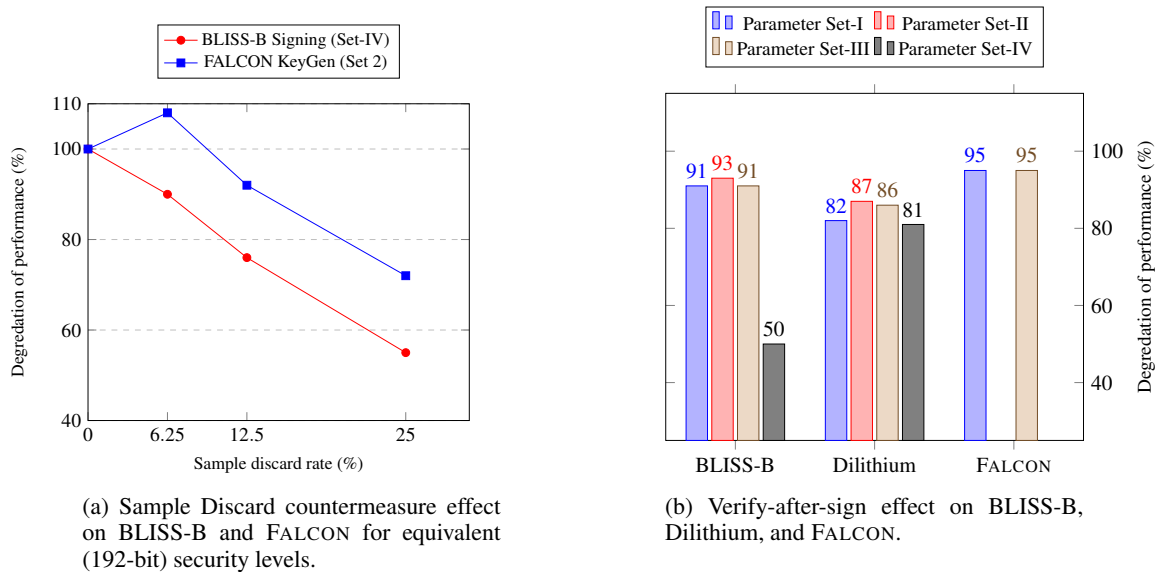 BLISS-B Signing (Set-IV)
FALCON KeyGen (Set 2)
110
100
80
60
40
0
6.25
12.5
25
Degredation of performance (%)
Sample discard rate (%)
(a) Sample Discard countermeasure effect
on BLISS-B and FALCON for equivalent
(192-bit) security levels.
Parameter Set-I
Parameter Set-II
Parameter Set-III
Parameter Set-IV
91
93
91
50
82
87
86
81
95
95
100
80
60
40
Degredation of performance (%)
BLISS-B
Dilithium
FALCON
(b) Verify-after-sign effect on BLISS-B,
Dilithium, and FALCON.